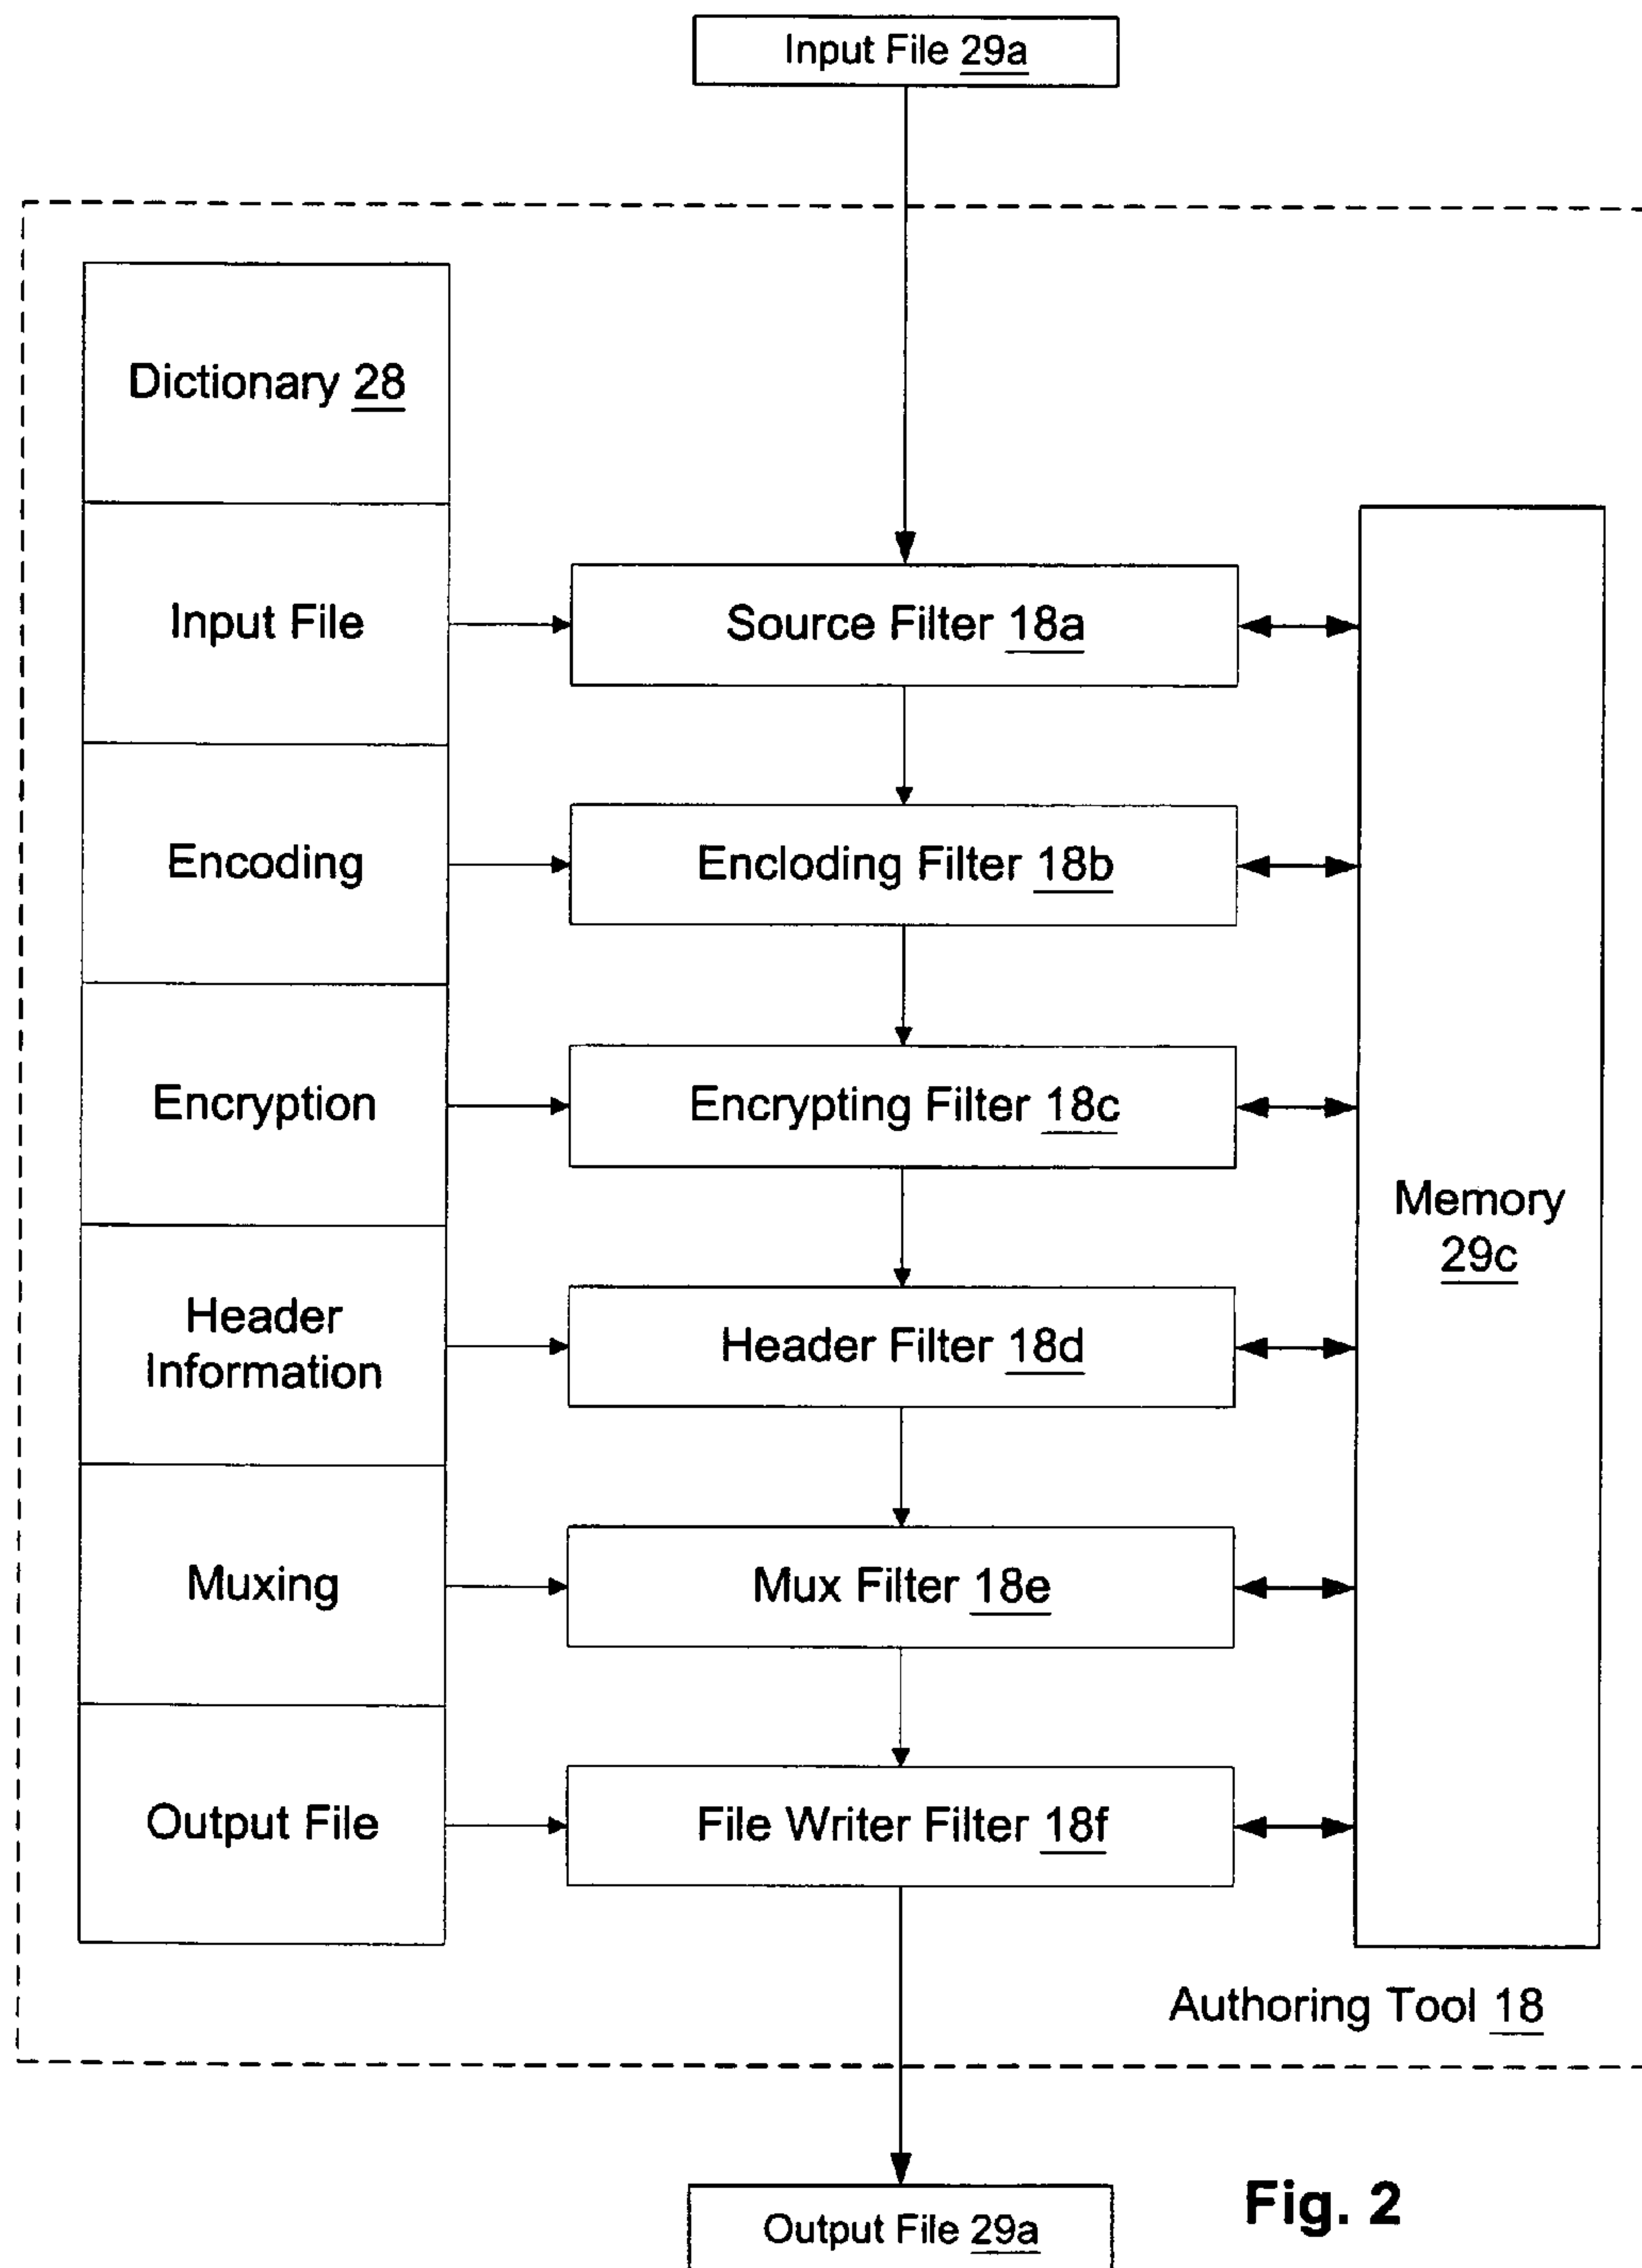 Input File 29a
Dictionary 28
Input File
Source Filter 18a
Encoding
Encloding Filter 18b
Encryption
Encrypting Filter 18c
Memory
29c
Header
Information
Header Filter 18d
Muxing
Mux Filter 18e
Output File
File Writer Filter 18f
Authoring Tool 18
Output File 29a
Fig. 2